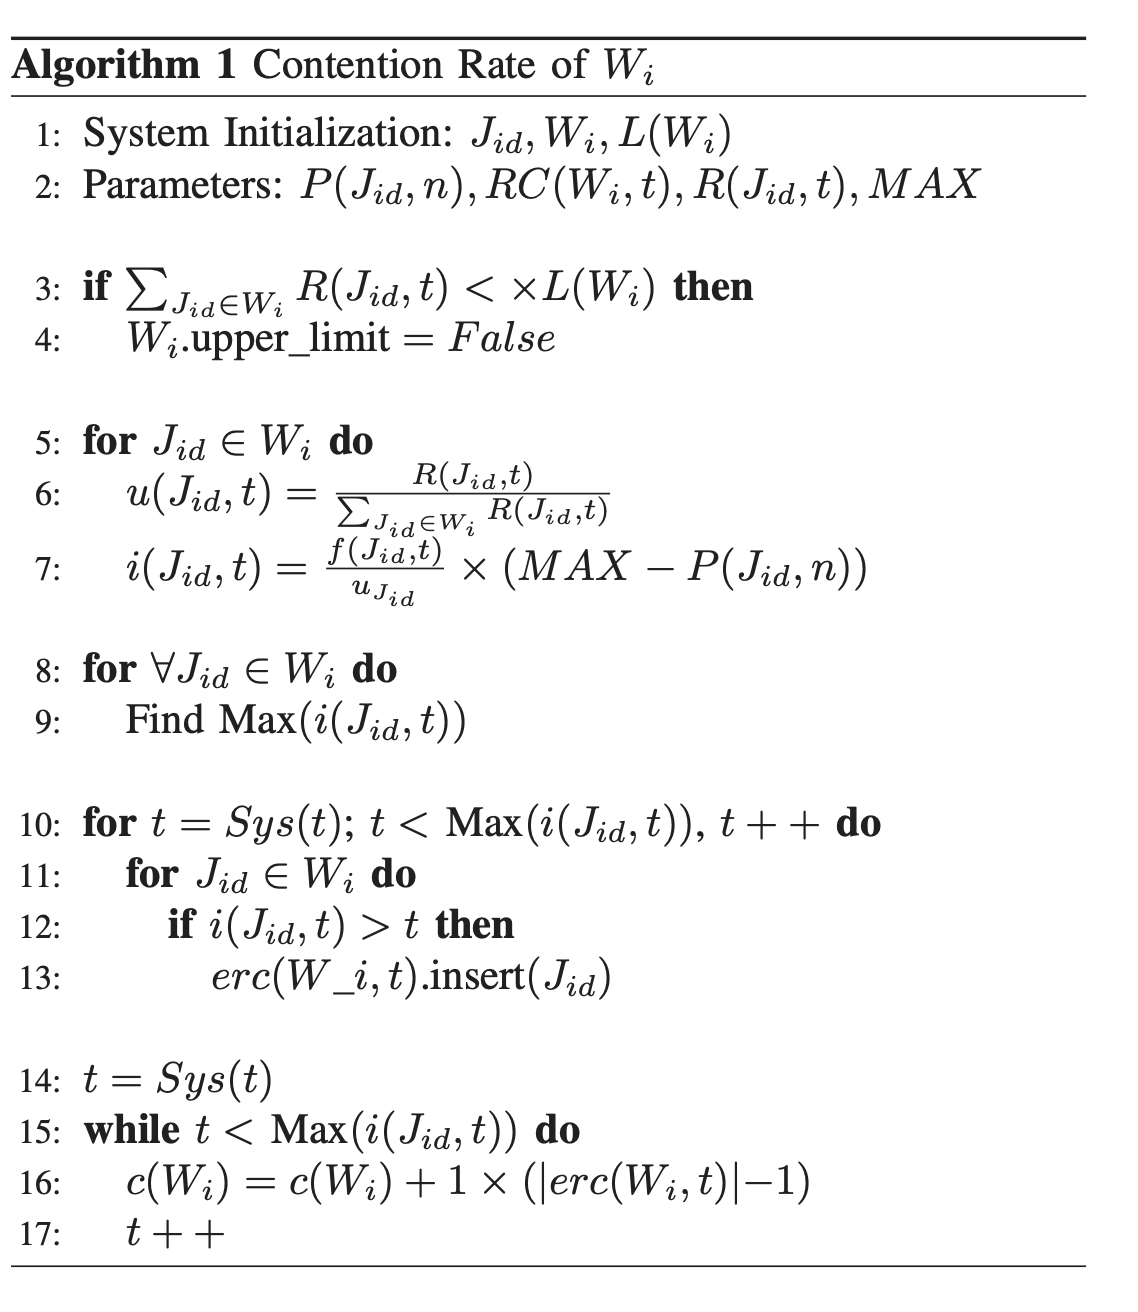 Algorithm 1 Contention Rate of $W_i$
1: System Initialization: $J_{id}, W_i, L(W_i)$
2: Parameters: $P(J_{id}, n), RC(W_i, t), R(J_{id}, t), MAX$
3: if $\sum_{J_{id} \in W_i} R(J_{id}, t) < \times L(W_i)$ then
4: $W_i$.upper_limit $= False$
5: for $J_{id} \in W_i$ do
6: $u(J_{id}, t) = \frac{R(J_{id}, t)}{\sum_{J_{id} \in W_i} R(J_{id}, t)}$
7: $i(J_{id}, t) = \frac{f(J_{id}, t)}{u_{J_{id}}} \times (MAX - P(J_{id}, n))$
8: for $\forall J_{id} \in W_i$ do
9: Find Max$(i(J_{id}, t))$
10: for $t = Sys(t)$; $t <$ Max$(i(J_{id}, t))$, $t++$ do
11: for $J_{id} \in W_i$ do
12: if $i(J_{id}, t) > t$ then
13: $erc(W\_i, t)$.insert$(J_{id})$
14: $t = Sys(t)$
15: while $t <$ Max$(i(J_{id}, t))$ do
16: $c(W_i) = c(W_i) + 1 \times (|erc(W_i, t)| - 1)$
17: $t++$